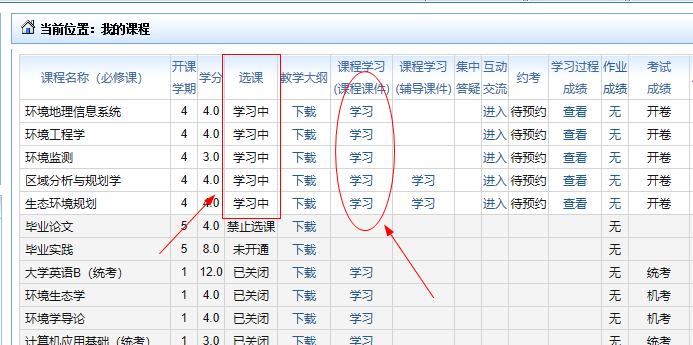 当前位置：我的课程
课程名称（必修课） 开课学期 学分 选课 教学大纲 课程学习(课程课件) 课程学习(辅导课件) 集中答疑 互动交流 约考 学习过程成绩 作业成绩 考试成绩
环境地理信息系统 4 4.0 学习中 下载 学习 进入 待预约 查看 无 开卷
环境工程学 4 4.0 学习中 下载 学习 进入 待预约 查看 无 开卷
环境监测 4 3.0 学习中 下载 学习 进入 待预约 查看 无 开卷
区域分析与规划学 4 4.0 学习中 下载 学习 学习 进入 待预约 查看 无 开卷
生态环境规划 4 4.0 学习中 下载 学习 学习 进入 待预约 查看 无 开卷
毕业论文 5 4.0 禁止选课 下载 无
毕业实践 5 8.0 未开通 下载 无
大学英语B（统考） 1 12.0 已关闭 下载 学习 无 统考
环境生态学 1 4.0 已关闭 下载 学习 无 机考
环境学导论 1 4.0 已关闭 下载 学习 无 机考
计算机应用基础（统考） 1 3.0 已关闭 下载 学习 无 统考